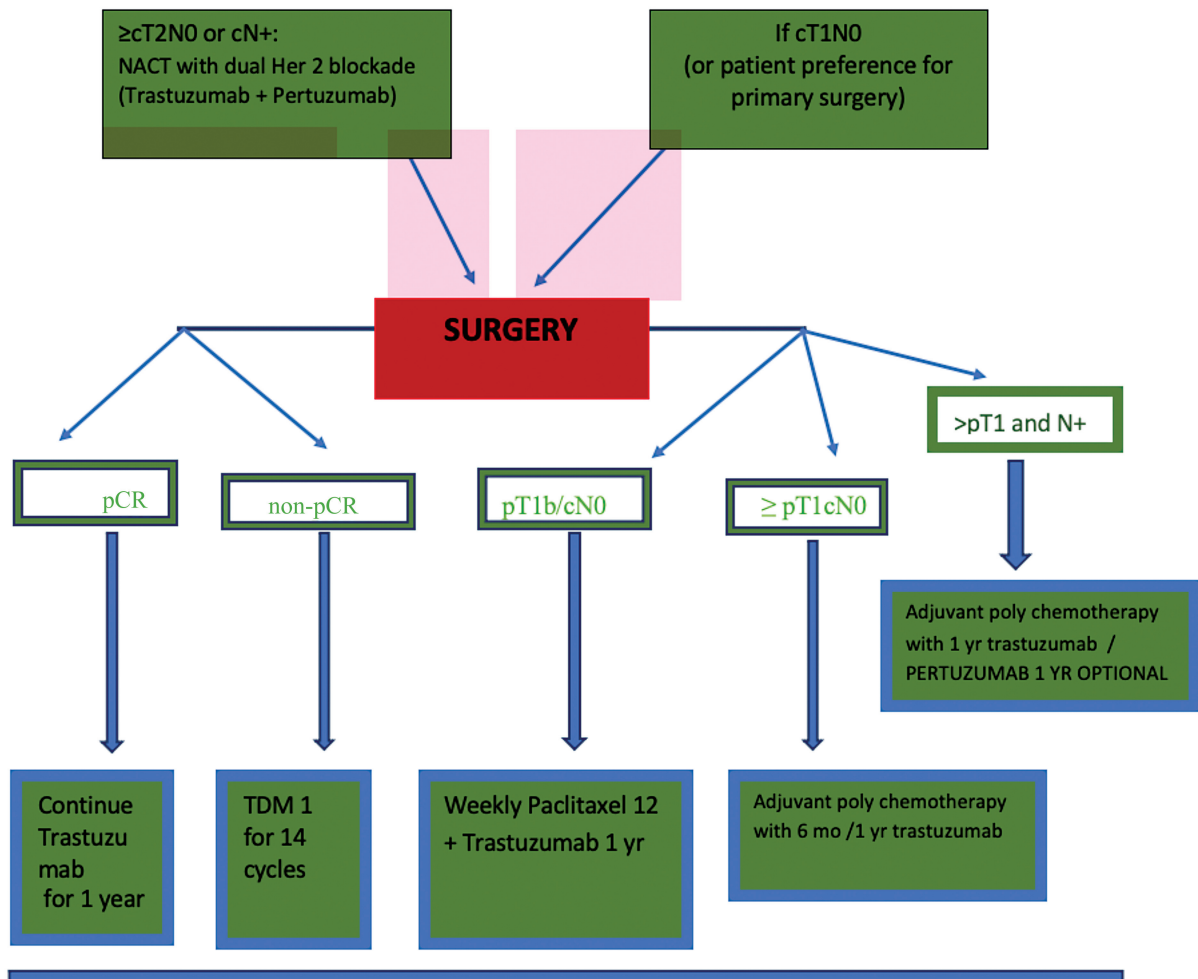 ≥cT2N0 or cN+:
NACT with dual Her 2 blockade
(Trastuzumab + Pertuzumab)
If cT1N0
(or patient preference for
primary surgery)
SURGERY
>pT1 and N+
pCR
non-pCR
pT1b/cN0
≥ pT1cN0
Adjuvant poly chemotherapy
with 1 yr trastuzumab /
PERTUZUMAB 1 YR OPTIONAL
Continue
Trastuzu
mab
for 1 year
TDM 1
for 14
cycles
Weekly Paclitaxel 12
+ Trastuzumab 1 yr
Adjuvant poly chemotherapy
with 6 mo /1 yr trastuzumab